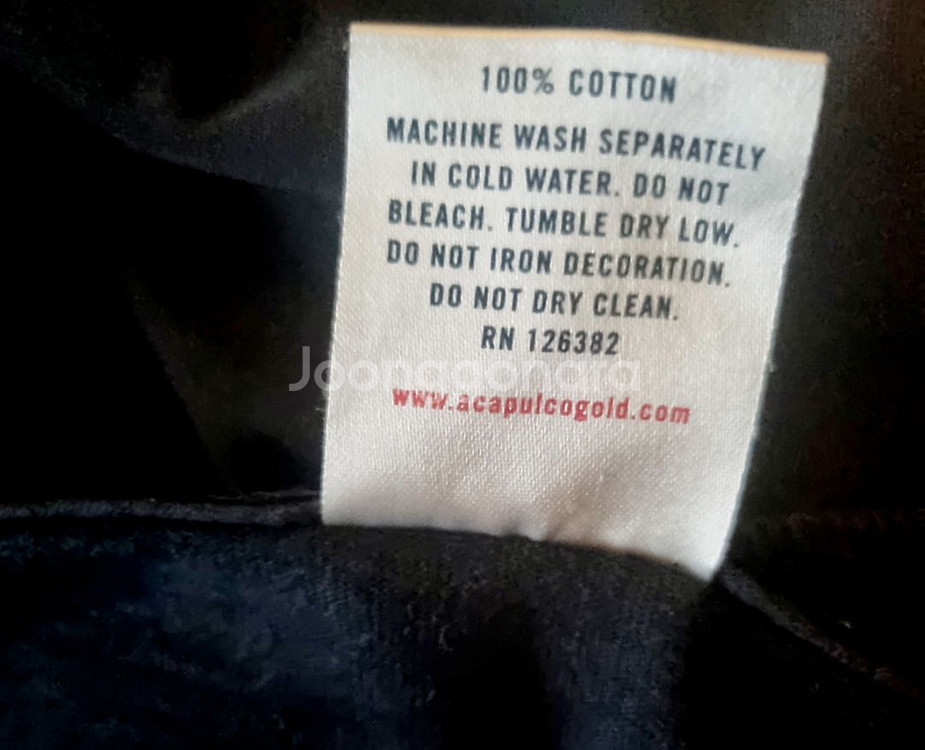 100% COTTON
MACHINE WASH SEPARATELY
IN COLD WATER. DO NOT
BLEACH. TUMBLE DRY LOW.
DO NOT IRON DECORATION.
DO NOT DRY CLEAN.
RN 126382
Joonggonara
www.acapulcogold.com